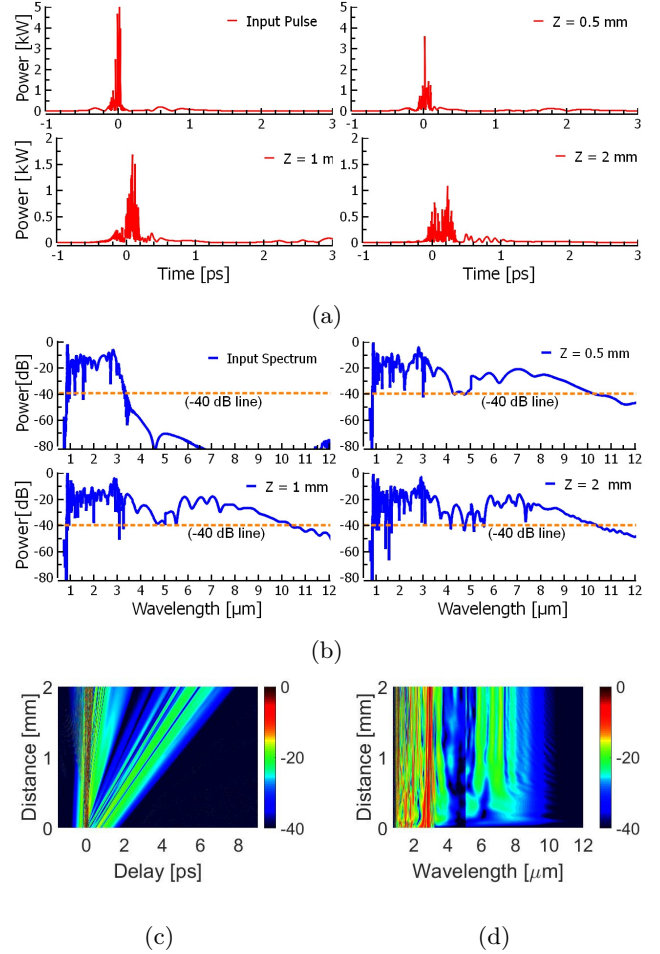 Power [kW]
5
4
3
2
1
0
Input Pulse
-1 0 1 2 3
Power [kW]
5
4
3
2
1
0
Z = 0.5 mm
-1 0 1 2 3
Power [kW]
2
1.5
1
0.5
0
Z = 1 m
-1 0 1 2 3
Time [ps]
Power [kW]
2
1.5
1
0.5
0
Z = 2 mm
-1 0 1 2 3
Time [ps]
(a)
Power[dB]
0
-20
-40
-60
-80
Input Spectrum
(-40 dB line)
1 2 3 4 5 6 7 8 9 10 11 12
Power[dB]
0
-20
-40
-60
-80
Z = 0.5 mm
(-40 dB line)
1 2 3 4 5 6 7 8 9 10 11 12
Power[dB]
0
-20
-40
-60
-80
Z = 1 mm
(-40 dB line)
1 2 3 4 5 6 7 8 9 10 11 12
Wavelength [µm]
Power[dB]
0
-20
-40
-60
-80
Z = 2 mm
(-40 dB line)
1 2 3 4 5 6 7 8 9 10 11 12
Wavelength [µm]
(b)
Distance [mm]
2
1
0
0 2 4 6 8
Delay [ps]
0
-20
-40
(c)
Distance [mm]
2
1
0
2 4 6 8 10 12
Wavelength [μm]
0
-20
-40
(d)